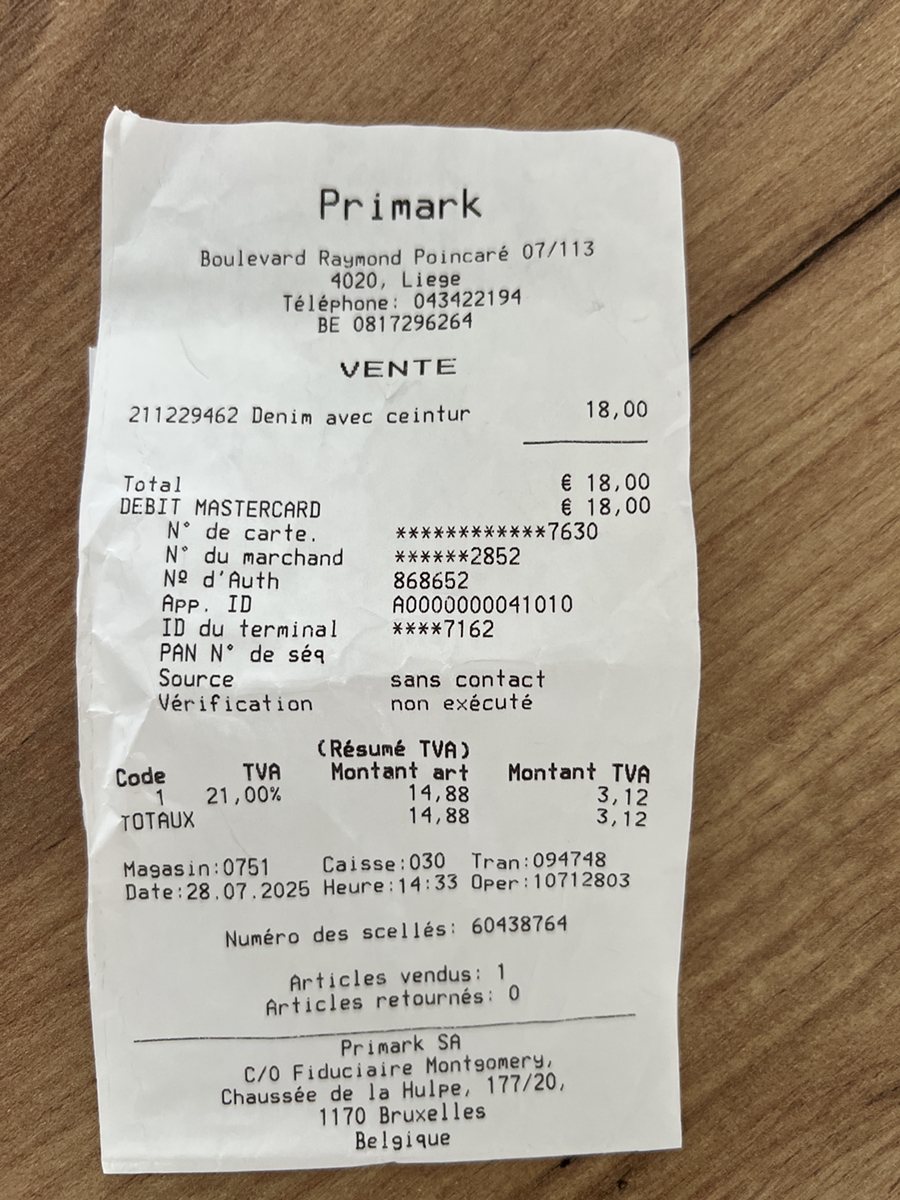 Primark
Boulevard Raymond Poincaré 07/113
4020, Liege
Téléphone: 043422194
BE 0817296264
VENTE
211229462 Denim avec ceintur 18,00
Total € 18,00
DEBIT MASTERCARD € 18,00
N° de carte. ************7630
N° du marchand ******2852
Nº d'Auth 868652
App. ID A0000000041010
ID du terminal ****7162
PAN N° de séq
Source sans contact
Vérification non exécuté
(Résumé TVA)
Code TVA Montant art Montant TVA
1 21,00% 14,88 3,12
TOTAUX 14,88 3,12
Magasin:0751 Caisse:030 Tran:094748
Date:28.07.2025 Heure:14:33 Oper:10712803
Numéro des scellés: 60438764
Articles vendus: 1
Articles retournés: 0
Primark SA
C/O Fiduciaire Montgomery,
Chaussée de la Hulpe, 177/20,
1170 Bruxelles
Belgique